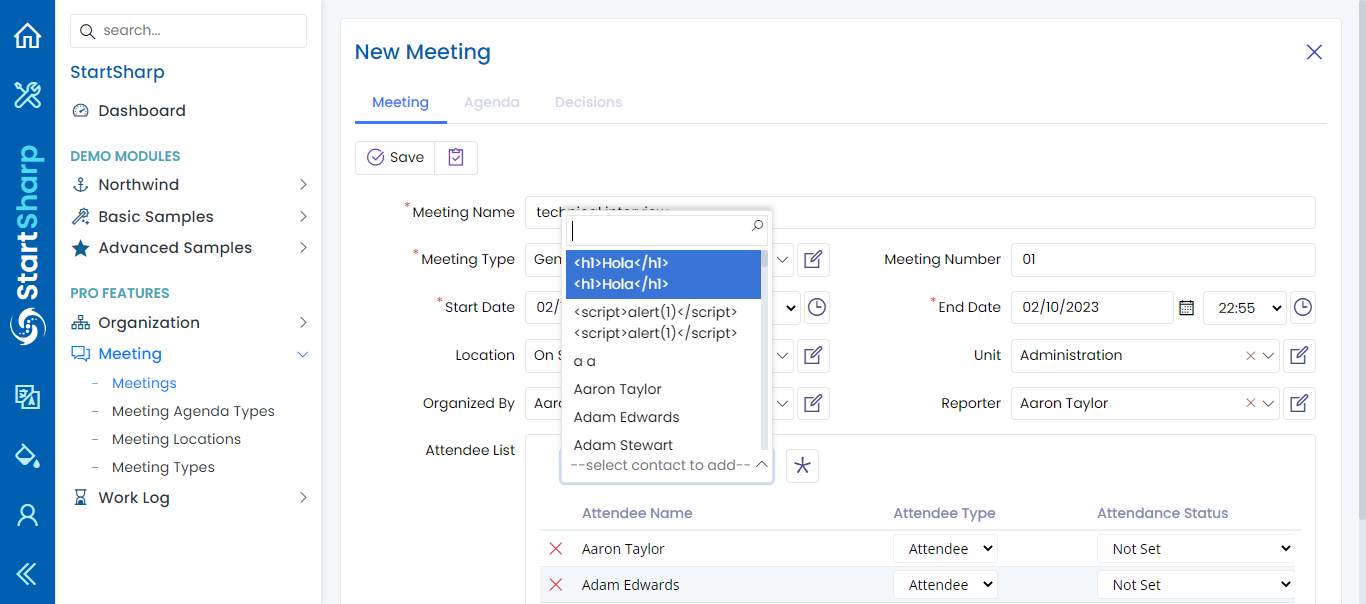 search...
StartSharp
StartSharp
Dashboard
DEMO MODULES
Northwind
Basic Samples
Advanced Samples
PRO FEATURES
Organization
Meeting
Meetings
Meeting Agenda Types
Meeting Locations
Meeting Types
Work Log
New Meeting
Meeting Agenda Decisions
Save
*Meeting Name technical interview
*Meeting Type Gen Meeting Number 01
*Start Date 02/ *End Date 02/10/2023 22:55
Location On S Unit Administration
Organized By Aar Reporter Aaron Taylor
Attendee List
<h1>Hola</h1>
<h1>Hola</h1>
<script>alert(1)</script>
<script>alert(1)</script>
a a
Aaron Taylor
Adam Edwards
Adam Stewart
--select contact to add--
Attendee Name Attendee Type Attendance Status
Aaron Taylor Attendee Not Set
Adam Edwards Attendee Not Set